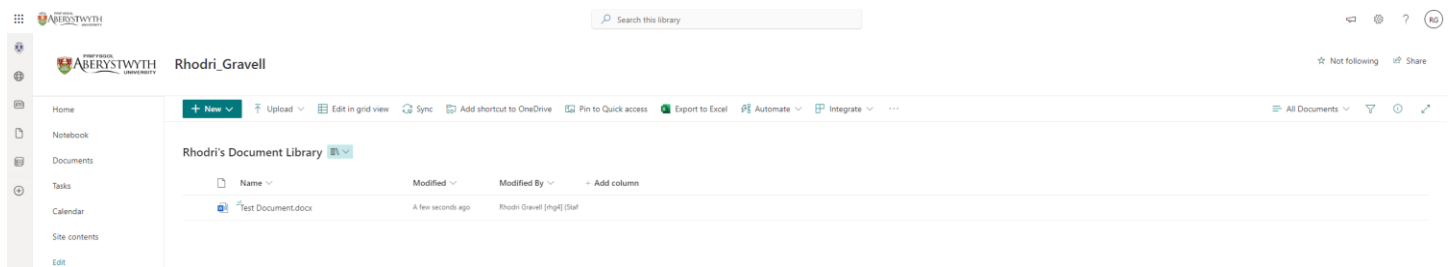 PRIFYSGOL
ABERYSTWYTH
UNIVERSITY
Search this library
?
RG
PRIFYSGOL
ABERYSTWYTH
UNIVERSITY
Rhodri_Gravell
Not following
Share
Home
Notebook
Documents
Tasks
Calendar
Site contents
Edit
+ New Upload Edit in grid view Sync Add shortcut to OneDrive Pin to Quick access Export to Excel Automate Integrate ···
All Documents
Rhodri's Document Library
Name Modified Modified By + Add column
Test Document.docx A few seconds ago Rhodri Gravell [rhg4] (Staf